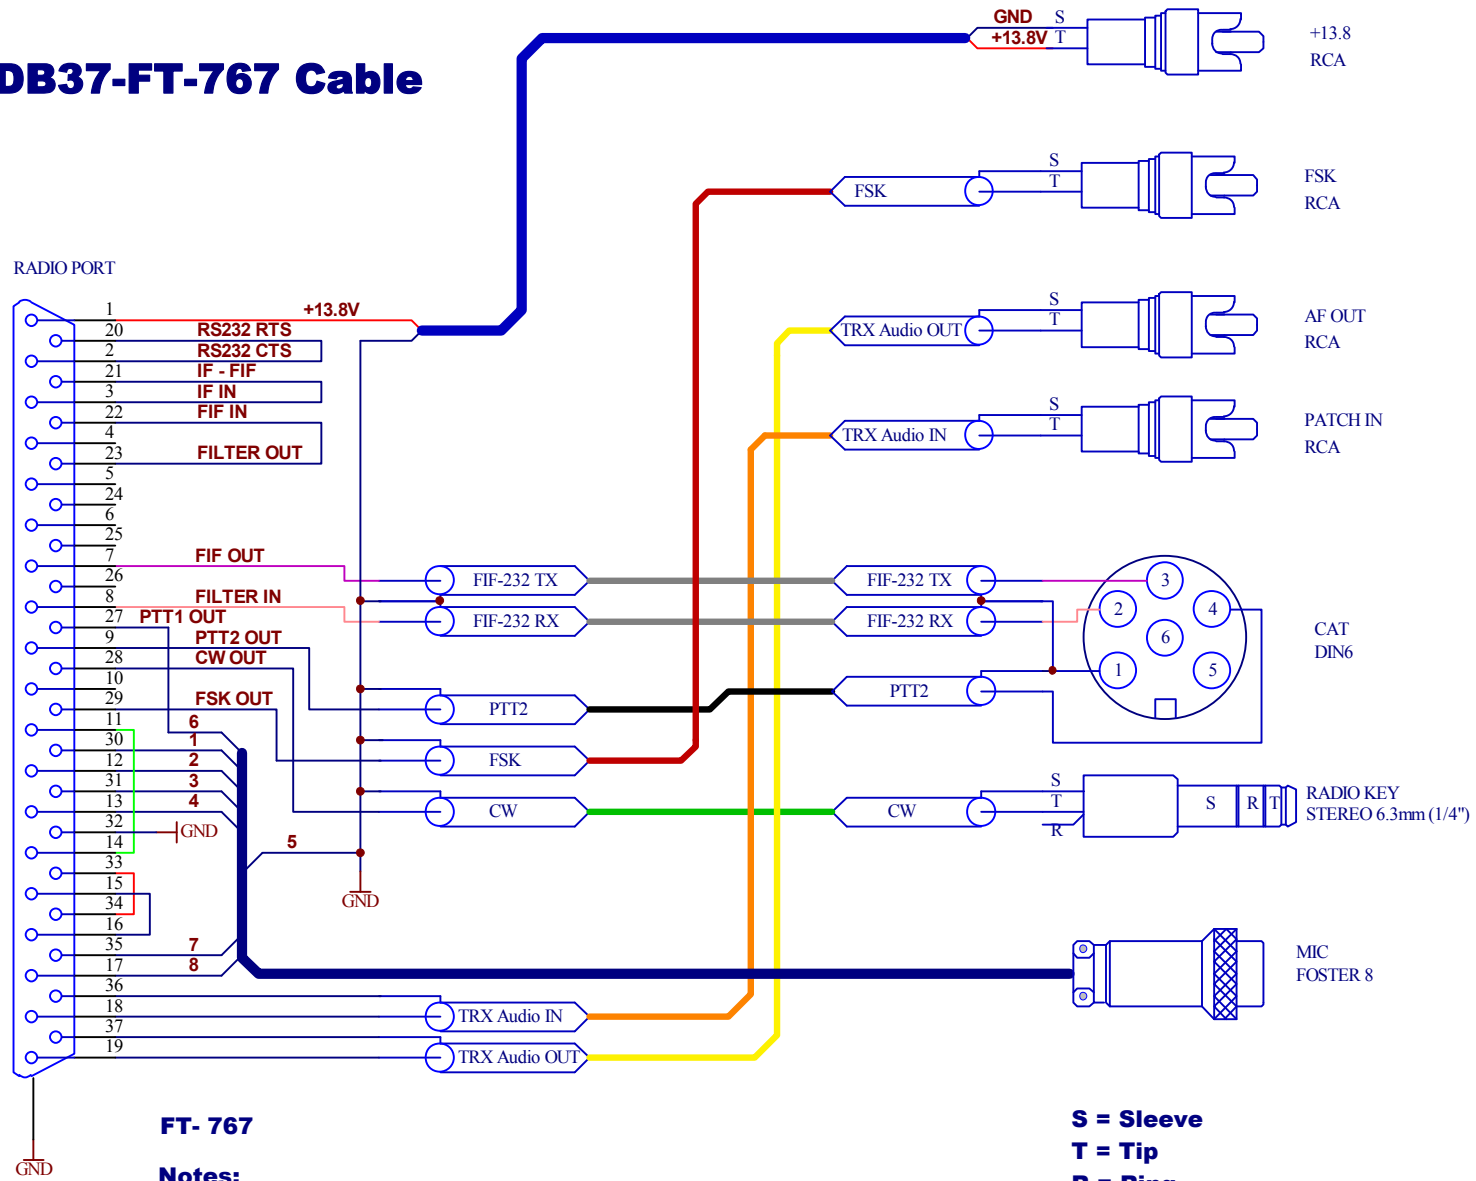 DB37-FT-767 Cable
GND S
+13.8V T
+13.8
RCA
FSK
S
T
FSK
RCA
TRX Audio OUT
S
T
AF OUT
RCA
TRX Audio IN
S
T
PATCH IN
RCA
RADIO PORT
1 +13.8V
20 RS232 RTS
2 RS232 CTS
21 IF - FIF
3 IF IN
22 FIF IN
4
23 FILTER OUT
5
24
6
25
7 FIF OUT
26
8 FILTER IN
27 PTT1 OUT
9 PTT2 OUT
28 CW OUT
10
29 FSK OUT
11 6
30 1
12 2
31 3
13 4
32 GND
14 5
33
15
34
16
35 7
17 8
36
18
37
19
GND
FIF-232 TX
FIF-232 RX
PTT2
FSK
CW
GND
TRX Audio IN
TRX Audio OUT
FIF-232 TX
FIF-232 RX
PTT2
CW
3
2 4
6
1 5
CAT
DIN6
S
T
R
S R T
RADIO KEY
STEREO 6.3mm (1/4")
MIC
FOSTER 8
GND
FT- 767
Notes:
S = Sleeve
T = Tip
R = Ring